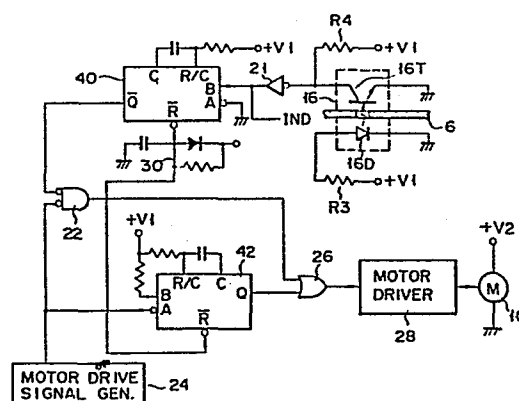 R4
+V1
+V1
40
21
16T
C
R/C
B
A
Q
R
16
IND
6
16D
30
R3
+V1
22
+V1
42
26
+V2
R/C
C
B
A
Q
R
MOTOR
DRIVER
M
28
MOTOR DRIVE
SIGNAL GEN.
24